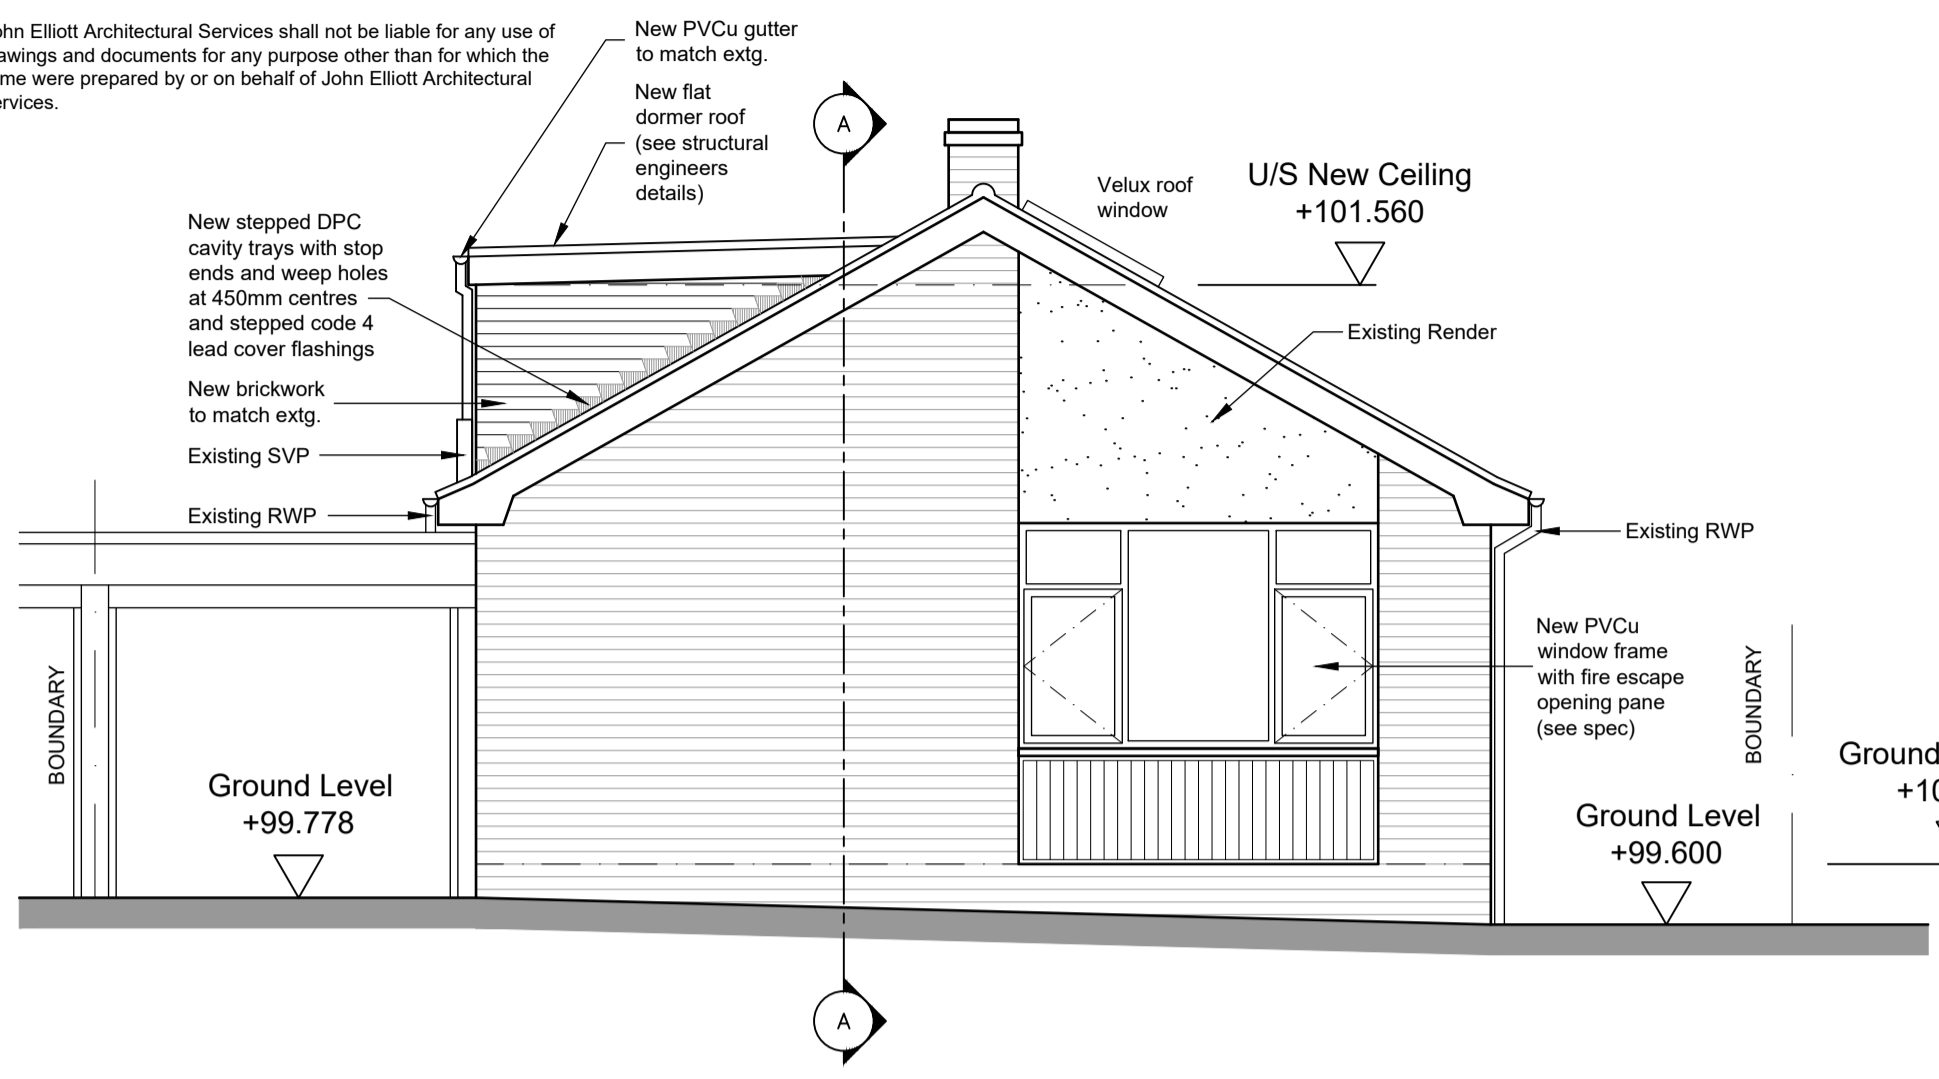 ohn Elliott Architectural Services shall not be liable for any use of
awings and documents for any purpose other than for which the
me were prepared by or on behalf of John Elliott Architectural
ervices.
New PVCu gutter
to match extg.
New flat
dormer roof
(see structural
engineers
details)
A
Velux roof
window
U/S New Ceiling
+101.560
New stepped DPC
cavity trays with stop
ends and weep holes
at 450mm centres
and stepped code 4
lead cover flashings
Existing Render
New brickwork
to match extg.
Existing SVP
Existing RWP
Existing RWP
New PVCu
window frame
with fire escape
opening pane
(see spec)
BOUNDARY
BOUNDARY
Ground Level
+99.778
Ground Level
+99.600
Ground
+10
A